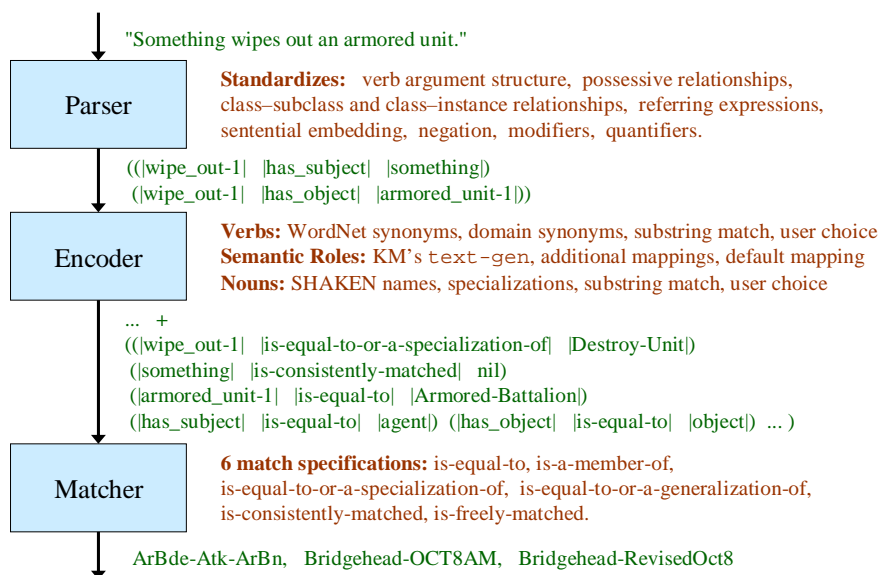 "Something wipes out an armored unit."
Parser
Standardizes: verb argument structure, possessive relationships,
class–subclass and class–instance relationships, referring expressions,
sentential embedding, negation, modifiers, quantifiers.
((|wipe_out-1| |has_subject| |something|)
(|wipe_out-1| |has_object| |armored_unit-1|))
Encoder
Verbs: WordNet synonyms, domain synonyms, substring match, user choice
Semantic Roles: KM's text-gen, additional mappings, default mapping
Nouns: SHAKEN names, specializations, substring match, user choice
... +
((|wipe_out-1| |is-equal-to-or-a-specialization-of| |Destroy-Unit|)
(|something| |is-consistently-matched| nil)
(|armored_unit-1| |is-equal-to| |Armored-Battalion|)
(|has_subject| |is-equal-to| |agent|) (|has_object| |is-equal-to| |object|) ... )
Matcher
6 match specifications: is-equal-to, is-a-member-of,
is-equal-to-or-a-specialization-of, is-equal-to-or-a-generalization-of,
is-consistently-matched, is-freely-matched.
ArBde-Atk-ArBn, Bridgehead-OCT8AM, Bridgehead-RevisedOct8